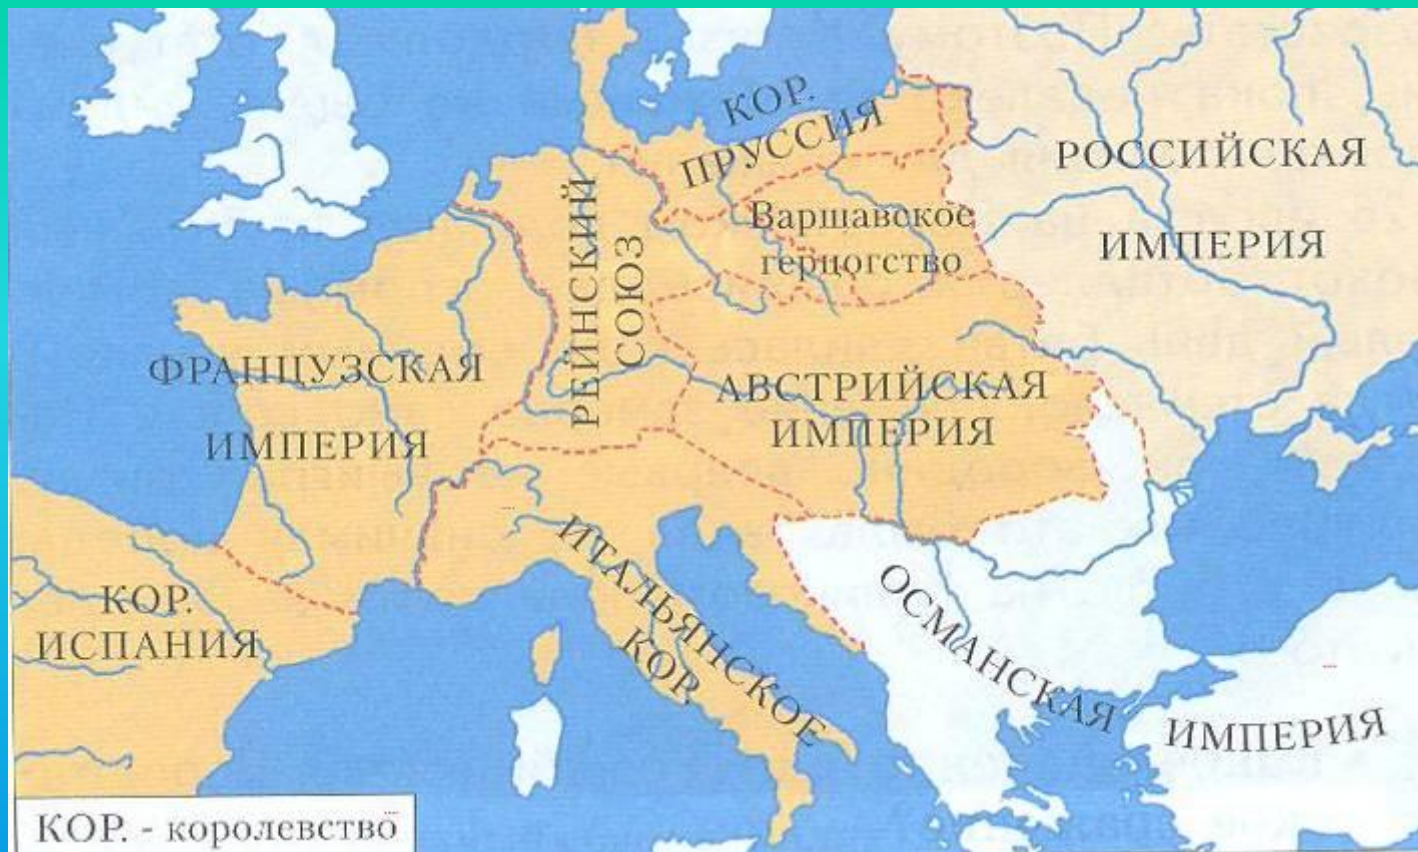 КОР.
ПРУССИЯ
РОССИЙСКАЯ
ИМПЕРИЯ
Варшавское
герцогство
РЕЙНСКИЙ
СОЮЗ
ФРАНЦУЗСКАЯ
ИМПЕРИЯ
АВСТРИЙСКАЯ
ИМПЕРИЯ
ИТАЛЬЯНСКОЕ
КОР.
КОР.
ИСПАНИЯ
ОСМАНСКАЯ
ИМПЕРИЯ
КОР. - королевство